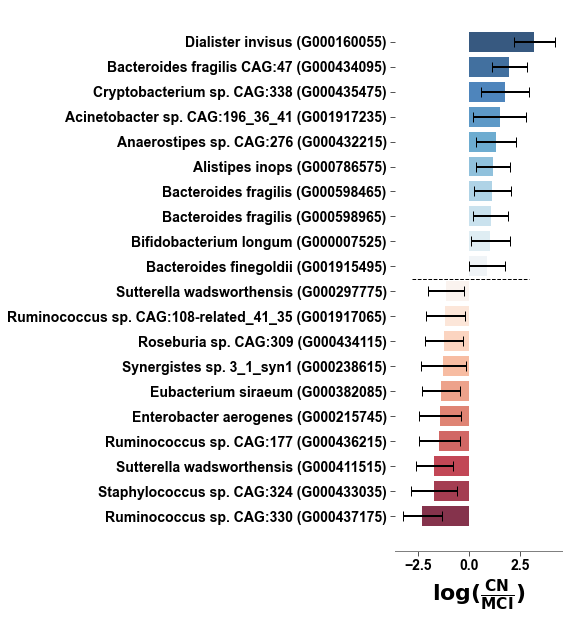 Dialister invisus (G000160055)
Bacteroides fragilis CAG:47 (G000434095)
Cryptobacterium sp. CAG:338 (G000435475)
Acinetobacter sp. CAG:196_36_41 (G001917235)
Anaerostipes sp. CAG:276 (G000432215)
Alistipes inops (G000786575)
Bacteroides fragilis (G000598465)
Bacteroides fragilis (G000598965)
Bifidobacterium longum (G000007525)
Bacteroides finegoldii (G001915495)
Sutterella wadsworthensis (G000297775)
Ruminococcus sp. CAG:108-related_41_35 (G001917065)
Roseburia sp. CAG:309 (G000434115)
Synergistes sp. 3_1_syn1 (G000238615)
Eubacterium siraeum (G000382085)
Enterobacter aerogenes (G000215745)
Ruminococcus sp. CAG:177 (G000436215)
Sutterella wadsworthensis (G000411515)
Staphylococcus sp. CAG:324 (G000433035)
Ruminococcus sp. CAG:330 (G000437175)
−2.5 0.0 2.5
log(CN/MCI)